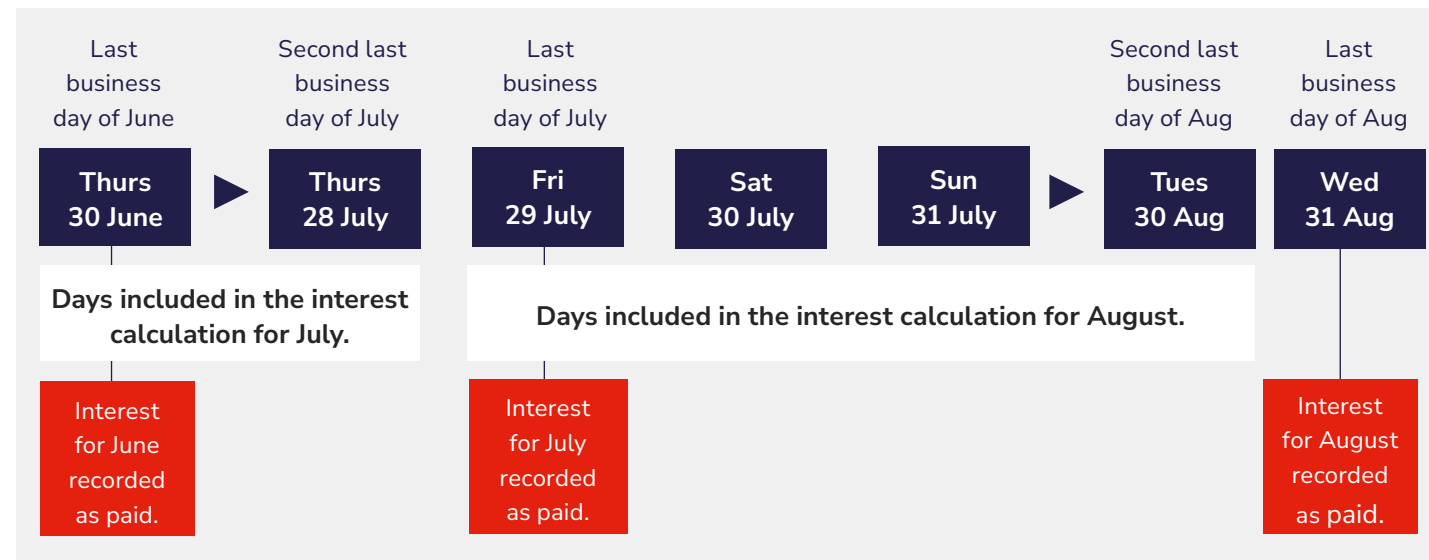 Last
business
day of June
Second last
business
day of July
Last
business
day of July
Second last
business
day of Aug
Last
business
day of Aug
Thurs
30 June
Thurs
28 July
Fri
29 July
Sat
30 July
Sun
31 July
Tues
30 Aug
Wed
31 Aug
Days included in the interest
calculation for July.
Days included in the interest calculation for August.
Interest
for June
recorded
as paid.
Interest
for July
recorded
as paid.
Interest
for August
recorded
as paid.